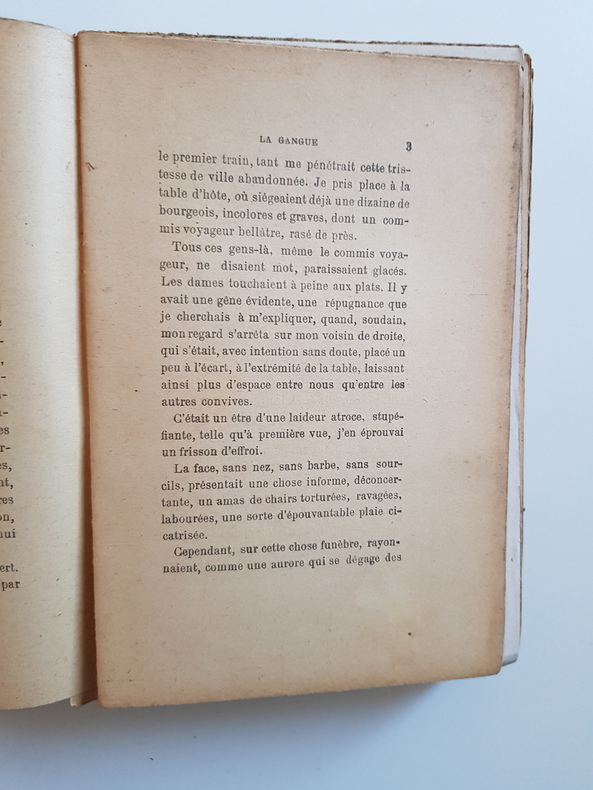 LA GANGUE 3
le premier train, tant me pénétrait cette tris-
tesse de ville abandonnée. Je pris place à la
table d'hôte, où siégeaient déjà une dizaine de
bourgeois, incolores et graves, dont un com-
mis voyageur bellâtre, rasé de près.
Tous ces gens-là, même le commis voya-
geur, ne disaient mot, paraissaient glacés.
Les dames touchaient à peine aux plats. Il y
avait une gêne évidente, une répugnance que
je cherchais à m'expliquer, quand, soudain,
mon regard s'arrêta sur mon voisin de droite,
qui s'était, avec intention sans doute, placé un
peu à l'écart, à l'extrémité de la table, laissant
ainsi plus d'espace entre nous qu'entre les
autres convives.
C'était un être d'une laideur atroce, stupé-
fiante, telle qu'à première vue, j'en éprouvai
un frisson d'effroi.
La face, sans nez, sans barbe, sans sour-
cils, présentait une chose informe, déconcer-
tante, un amas de chairs torturées, ravagées,
labourées, une sorte d'épouvantable plaie ci-
catrisée.
Cependant, sur cette chose funèbre, rayon-
naient, comme une aurore qui se dégage des